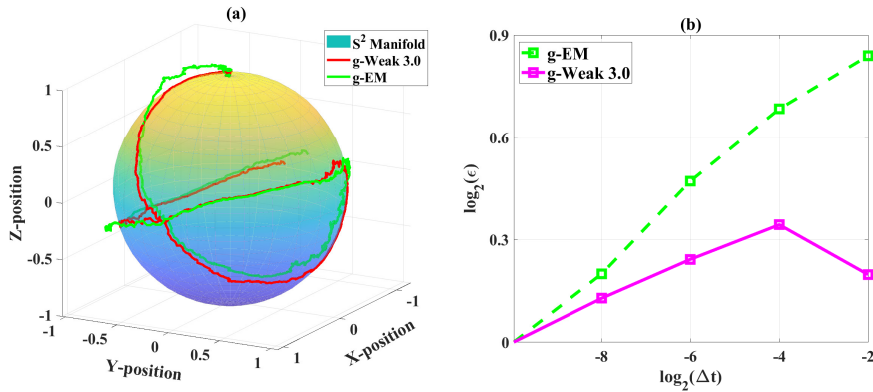 (a)
S² Manifold
g-Weak 3.0
g-EM
Z-position
1
0.5
0
-0.5
-1
-1
-0.5
0
0.5
1
Y-position
1
0
-1
X-position
(b)
g-EM
g-Weak 3.0
log₂(ϵ)
0.9
0.6
0.3
0
-8
-6
-4
-2
log₂(Δt)